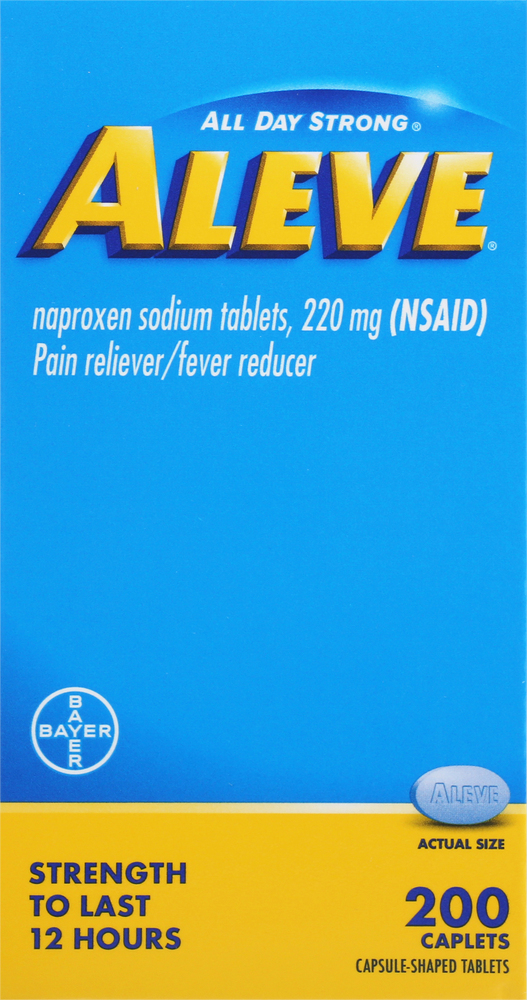 ALL DAY STRONG®
ALEVE®
naproxen sodium tablets, 220 mg (NSAID)
Pain reliever/fever reducer
BAYER
BAYER
ALEVE
ACTUAL SIZE
STRENGTH
TO LAST
12 HOURS
200
CAPLETS
CAPSULE-SHAPED TABLETS